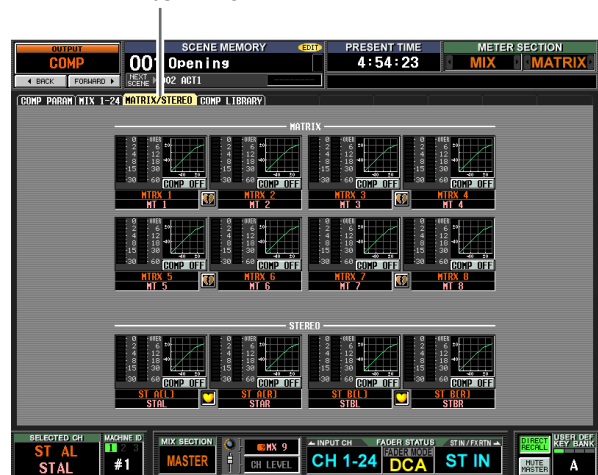 OUTPUT SCENE MEMORY EDIT PRESENT TIME METER SECTION
COMP 001 Opening 4:54:23 MIX MATRIX
BACK FORWARD NEXT SCENE 002 ACT1
COMP PARAM MIX 1-24 MATRIX/STEREO COMP LIBRARY
MATRIX
COMP OFF COMP OFF COMP OFF COMP OFF
MTRX 1 MTRX 2 MTRX 3 MTRX 4
MT 1 MT 2 MT 3 MT 4
COMP OFF COMP OFF COMP OFF COMP OFF
MTRX 5 MTRX 6 MTRX 7 MTRX 8
MT 5 MT 6 MT 7 MT 8
STEREO
COMP OFF COMP OFF COMP OFF COMP OFF
ST A(L) ST A(R) ST B(L) ST B(R)
STAL STAR STBL STBR
SELECTED CH MACHINE ID MIX SECTION MX 9 INPUT CH FADER STATUS ST IN/FXRTN DIRECT RECALL USER DEF KEY BANK
ST AL 1 2 3 MASTER CH LEVEL CH 1-24 FADER MODE ST IN MUTE MASTER A
STAL #1 DCA